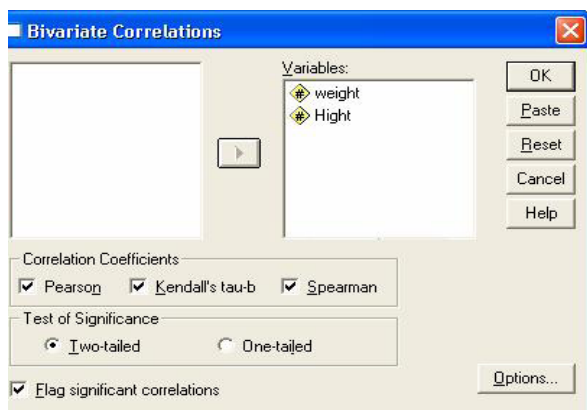 Bivariate Correlations
Variables:
weight
Hight
OK
Paste
Reset
Cancel
Help
Correlation Coefficients
Pearson Kendall's tau-b Spearman
Test of Significance
Two-tailed One-tailed
Flag significant correlations
Options...